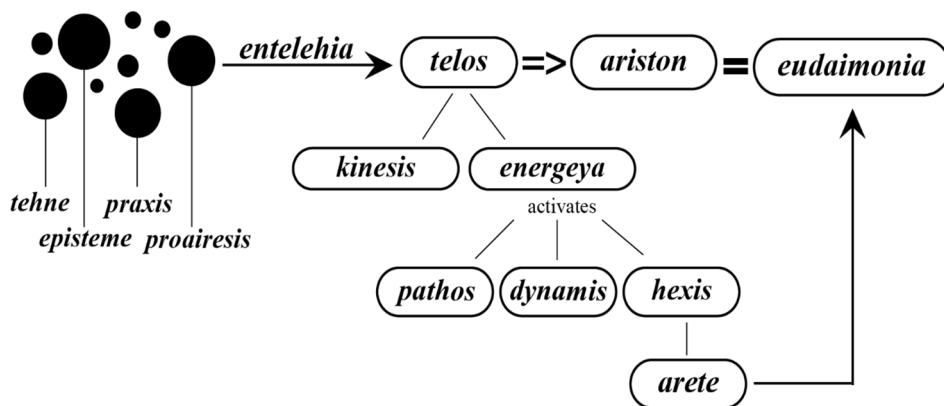 entelehia
telos => ariston = eudaimonia
kinesis energeya
activates
tehne praxis
episteme proairesis
pathos dynamis hexis
arete